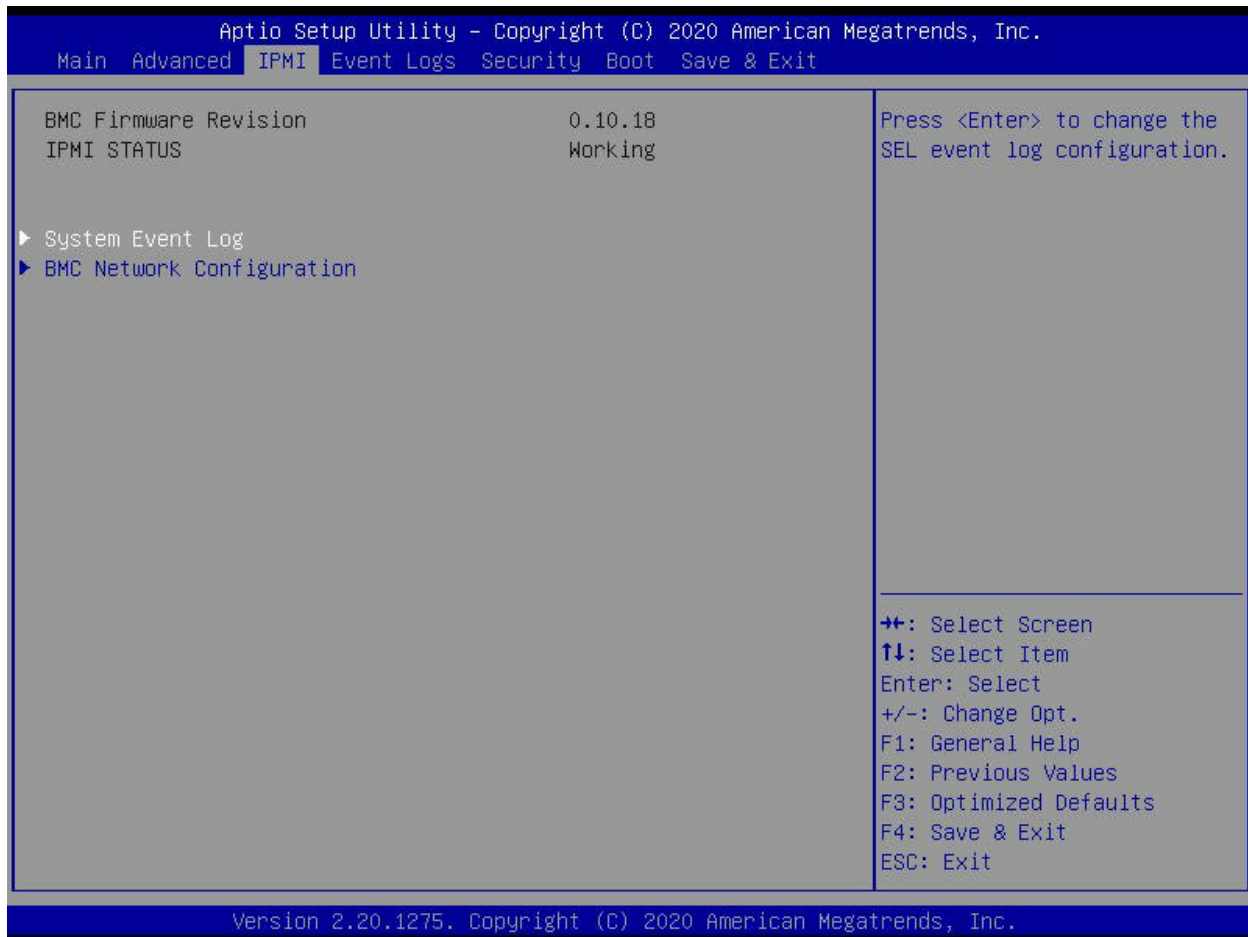 Aptio Setup Utility – Copyright (C) 2020 American Megatrends, Inc.
Main Advanced IPMI Event Logs Security Boot Save & Exit
BMC Firmware Revision 0.10.18
IPMI STATUS Working
System Event Log
BMC Network Configuration
Press <Enter> to change the
SEL event log configuration.
→←: Select Screen
↑↓: Select Item
Enter: Select
+/-: Change Opt.
F1: General Help
F2: Previous Values
F3: Optimized Defaults
F4: Save & Exit
ESC: Exit
Version 2.20.1275. Copyright (C) 2020 American Megatrends, Inc.